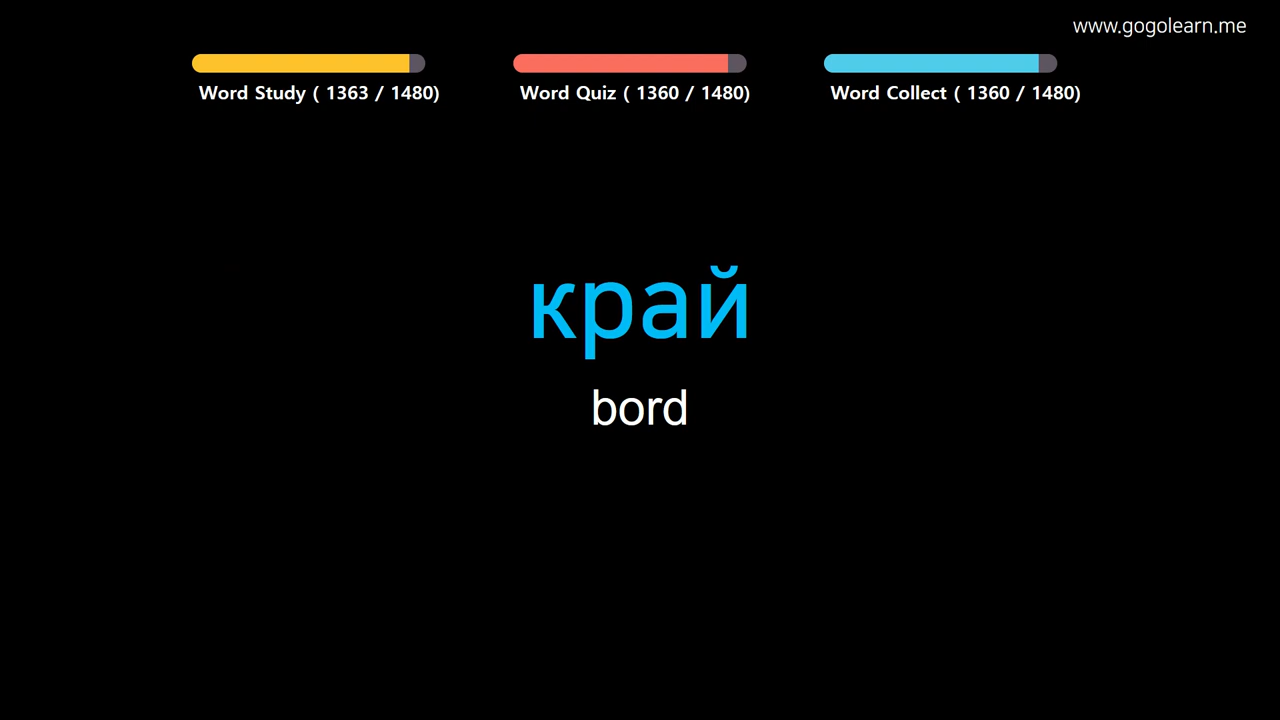 www.gogolearn.me
Word Study ( 1363 / 1480)
Word Quiz ( 1360 / 1480)
Word Collect ( 1360 / 1480)
край
bord